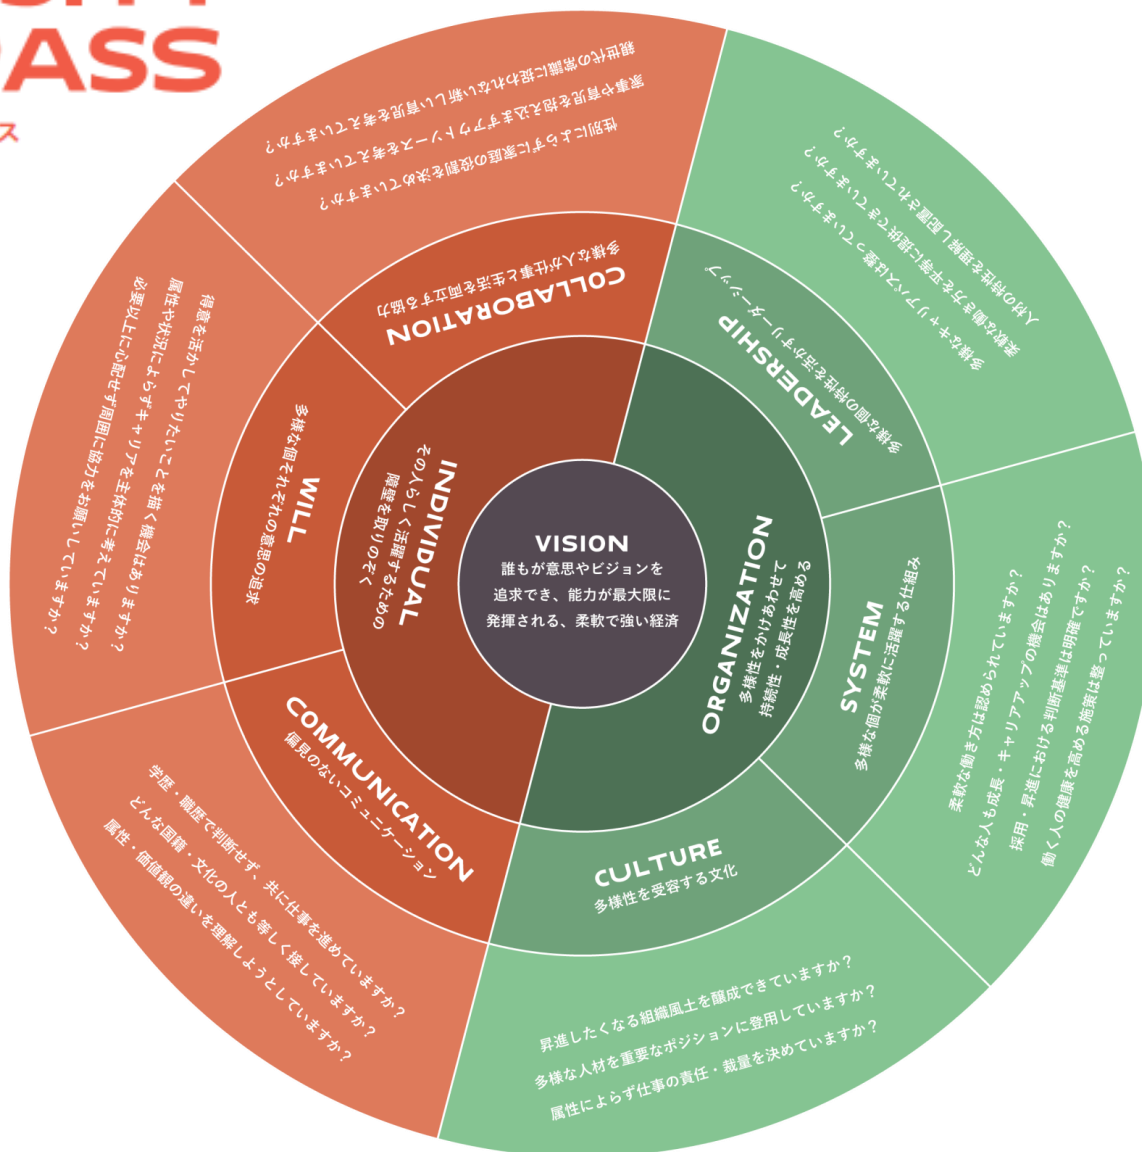 PASS
ス
VISION
誰もが意思やビジョンを
追求でき、能力が最大限に
発揮される、柔軟で強い経済
ORGANIZATION
多様性をかけあわせて
持続性・成長性を高める
LEADERSHIP
多様な個の特性を活かすリーダーシップ
多様なキャリアパスは整っていますか?
柔軟な働き方を平等に提供できていますか?
人材の特性を理解し配置されていますか?
SYSTEM
多様な個が柔軟に活躍する仕組み
柔軟な働き方は認められていますか?
どんな人も成長・キャリアアップの機会はありますか?
採用・昇進における判断基準は明確ですか?
働く人の健康を高める施策は整っていますか?
CULTURE
多様性を受容する文化
昇進したくなる組織風土を醸成できていますか?
多様な人材を重要なポジションに登用していますか?
属性によらず仕事の責任・裁量を決めていますか?
INDIVIDUAL
その人らしく活躍するための
障壁を取りのぞく
COMMUNICATION
偏見のないコミュニケーション
学歴・職歴で判断せず、共に仕事を進めていますか?
どんな国籍・文化の人とも等しく接していますか?
属性・価値観の違いを理解しようとしていますか?
WILL
多様な個それぞれの意思の追求
得意を活かしてやりたいことを描く機会はありますか?
属性や状況によらずキャリアを主体的に考えていますか?
必要以上に心配せず周囲に協力をお願いしていますか?
COLLABORATION
多様な人が仕事と生活を両立する協力
性別によらずに家庭の役割を決めていますか?
家事や育児を抱え込まずアウトソースを考えていますか?
親世代の常識に捉われない新しい育児を考えていますか?